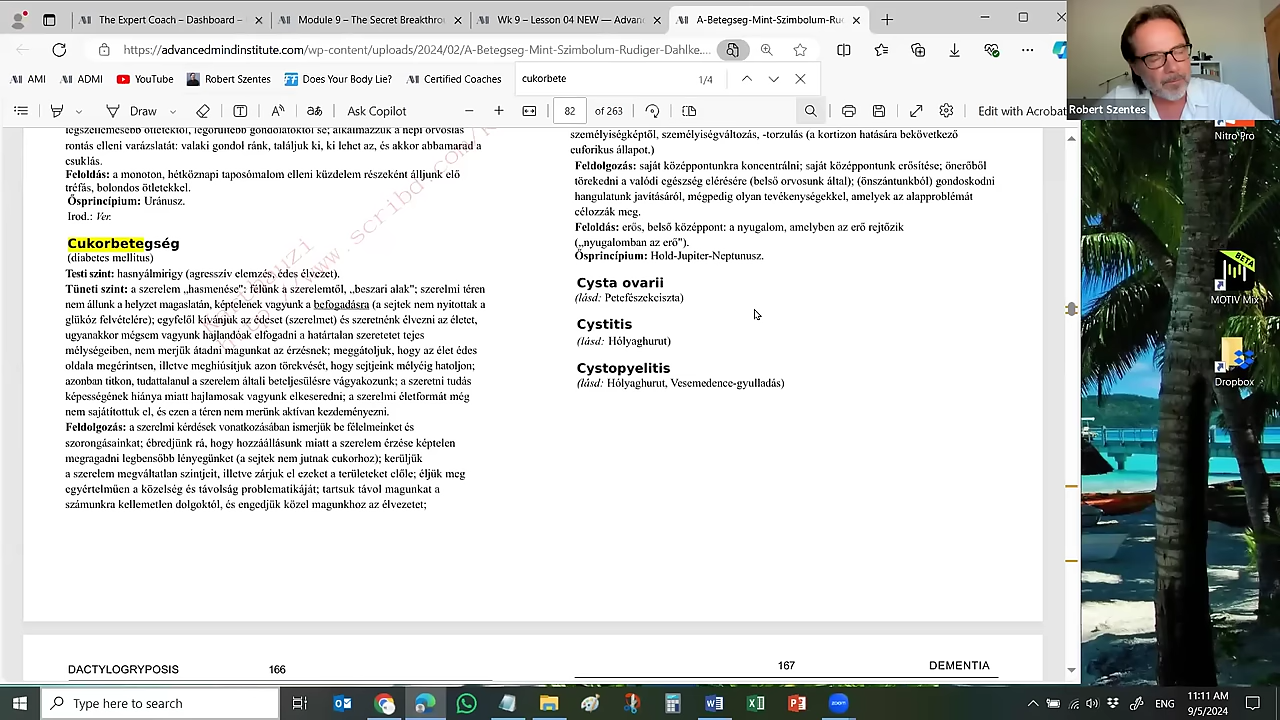 The Expert Coach – Dashboard –
Module 9 – The Secret Breakthro
Wk 9 – Lesson 04 NEW — Advan
A-Betegseg-Mint-Szimbolum-Ru
https://advancedmindinstitute.com/wp-content/uploads/2024/02/A-Betegseg-Mint-Szimbolum-Rudiger-Dahlke....
AMI
ADMI
YouTube
Robert Szentes
Does Your Body Lie?
Certified Coaches
cukorbete
1/4
Draw
Ask Copilot
82
of 263
Edit with Acrobat
Robert Szentes
legszellemesebb ötletektől, legőrültebb gondolatoktól se; alkalmazzuk a népi orvoslás
rontás elleni varázslatát: valaki gondol ránk, találjuk ki, ki lehet az, és akkor abbamarad a
csuklás.
Feloldás: a monoton, hétköznapi taposómalom elleni küzdelem részeként álljunk elő
tréfás, bolondos ötletekkel.
Ősprincípium: Uránusz.
Irod.: Ver.
Cukorbetegség
(diabetes mellitus)
Testi szint: hasnyálmirigy (agresszív elemzés, édes élvezet).
Tüneti szint: a szerelem „hasmenése": félünk a szerelemtől, „beszari alak"; szerelmi téren
nem állunk a helyzet magaslatán, képtelenek vagyunk a befogadásra (a sejtek nem nyitottak a
glükóz felvételére); egyfelől kívánjuk az édeset (szerelmet) és szeretnénk élvezni az életet,
ugyanakkor mégsem vagyunk hajlandóak elfogadni a határtalan szeretetet teljes
mélységeiben, nem merjük átadni magunkat az érzésnek; meggátoljuk, hogy az élet édes
oldala megérintsen, illetve meghiúsítjuk azon törekvését, hogy sejtjeink mélyéig hatoljon;
azonban titkon, tudattalanul a szerelem általi beteljesülésre vágyakozunk; a szeretni tudás
képességének hiánya miatt hajlamosak vagyunk elkeseredni; a szerelmi életformát még
nem sajátítottuk el, és ezen a téren nem merünk aktívan kezdeményezni.
Feldolgozás: a szerelmi kérdések vonatkozásában ismerjük be félelmeinket és
szorongásainkat; ébredjünk rá, hogy hozzáállásunk miatt a szerelem érzése képtelen
megragadni legbensőbb lényegünket (a sejtek nem jutnak cukorhoz); kerüljük
a szerelem megváltatlan szintjeit, illetve zárjuk el ezeket a területeket előle; éljük meg
egyértelműen a közelség és távolság problematikáját; tartsuk távol magunkat a
számunkra kellemetlen dolgoktól, és engedjük közel magunkhoz az élvezetet;
személyiségképtől, személyiségváltozás, -torzulás (a kortizon hatására bekövetkező
euforikus állapot.)
Feldolgozás: saját középpontunkra koncentrálni; saját középpontunk erősítése; önerőből
törekedni a valódi egészség elérésére (belső orvosunk által); (önszántunkból) gondoskodni
hangulatunk javításáról, mégpedig olyan tevékenységekkel, amelyek az alapproblémát
célozzák meg.
Feloldás: erős, belső középpont: a nyugalom, amelyben az erő rejtőzik
(„nyugalomban az erő").
Ősprincípium: Hold-Jupiter-Neptunusz.
Cysta ovarii
(lásd: Petefészekciszta)
Cystitis
(lásd: Hólyaghurut)
Cystopyelitis
(lásd: Hólyaghurut, Vesemedence-gyulladás)
DACTYLOGRYPOSIS
166
167
DEMENTIA
Nitro Pro
BETA
MOTIV Mix
Dropbox
Type here to search
zoom
ENG
11:11 AM
9/5/2024